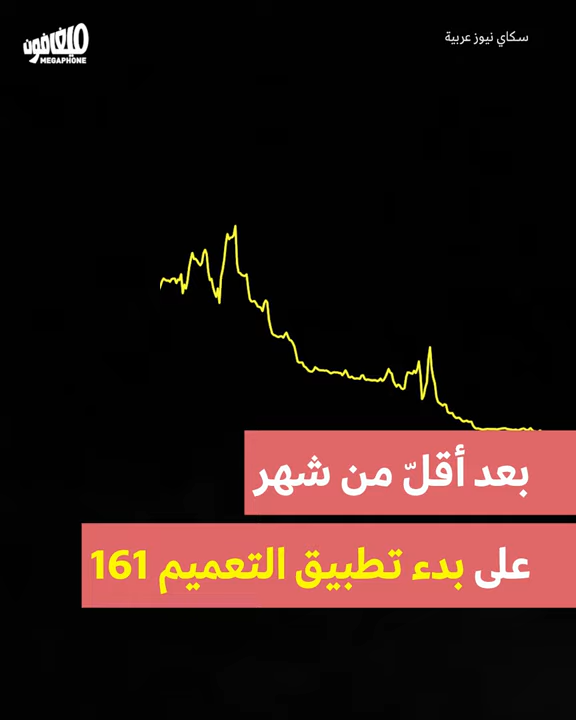 ميغافون
MEGAPHONE
سكاي نيوز عربية
بعد أقلّ من شهر
على بدء تطبيق التعميم 161